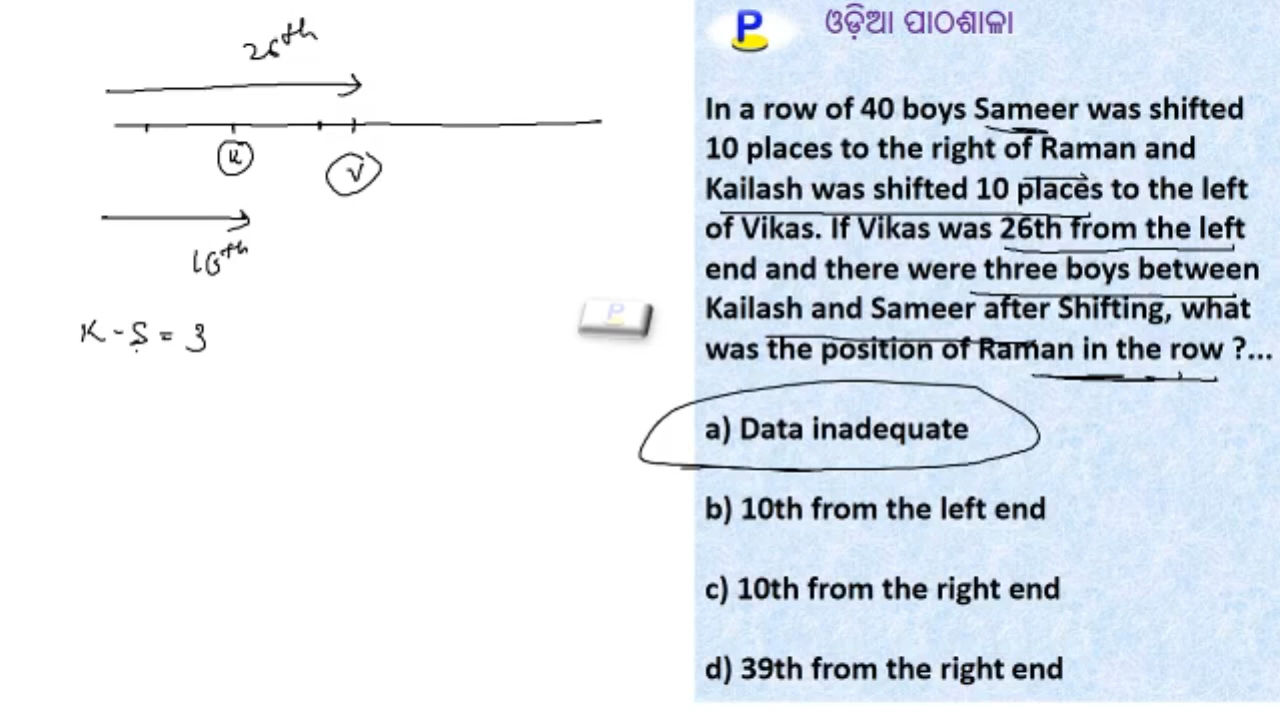 26th
K
V
16th
K - S = 3
P
ଓଡ଼ିଆ ପାଠଶାଳା
In a row of 40 boys Sameer was shifted
10 places to the right of Raman and
Kailash was shifted 10 places to the left
of Vikas. If Vikas was 26th from the left
end and there were three boys between
Kailash and Sameer after Shifting, what
was the position of Raman in the row ?...
P
a) Data inadequate
b) 10th from the left end
c) 10th from the right end
d) 39th from the right end